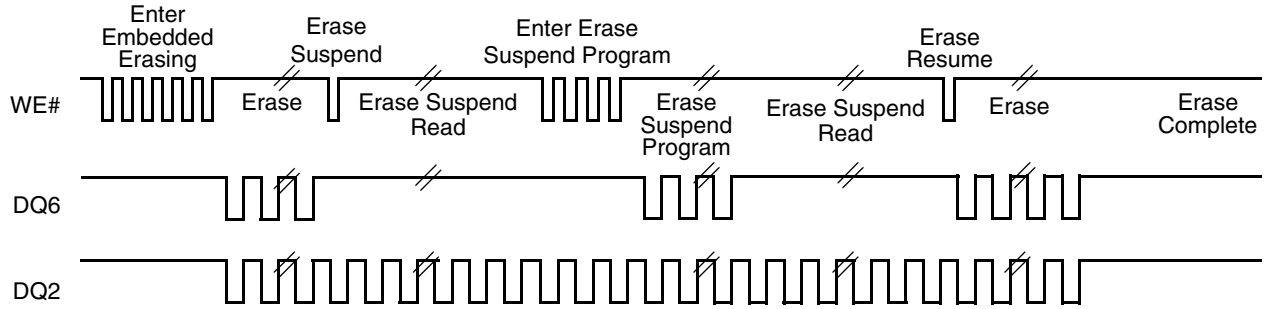 Enter
Embedded
Erasing
Erase
Suspend
Enter Erase
Suspend Program
Erase
Resume
WE#
Erase
Erase Suspend
Read
Erase
Suspend
Program
Erase Suspend
Read
Erase
Erase
Complete
DQ6
DQ2